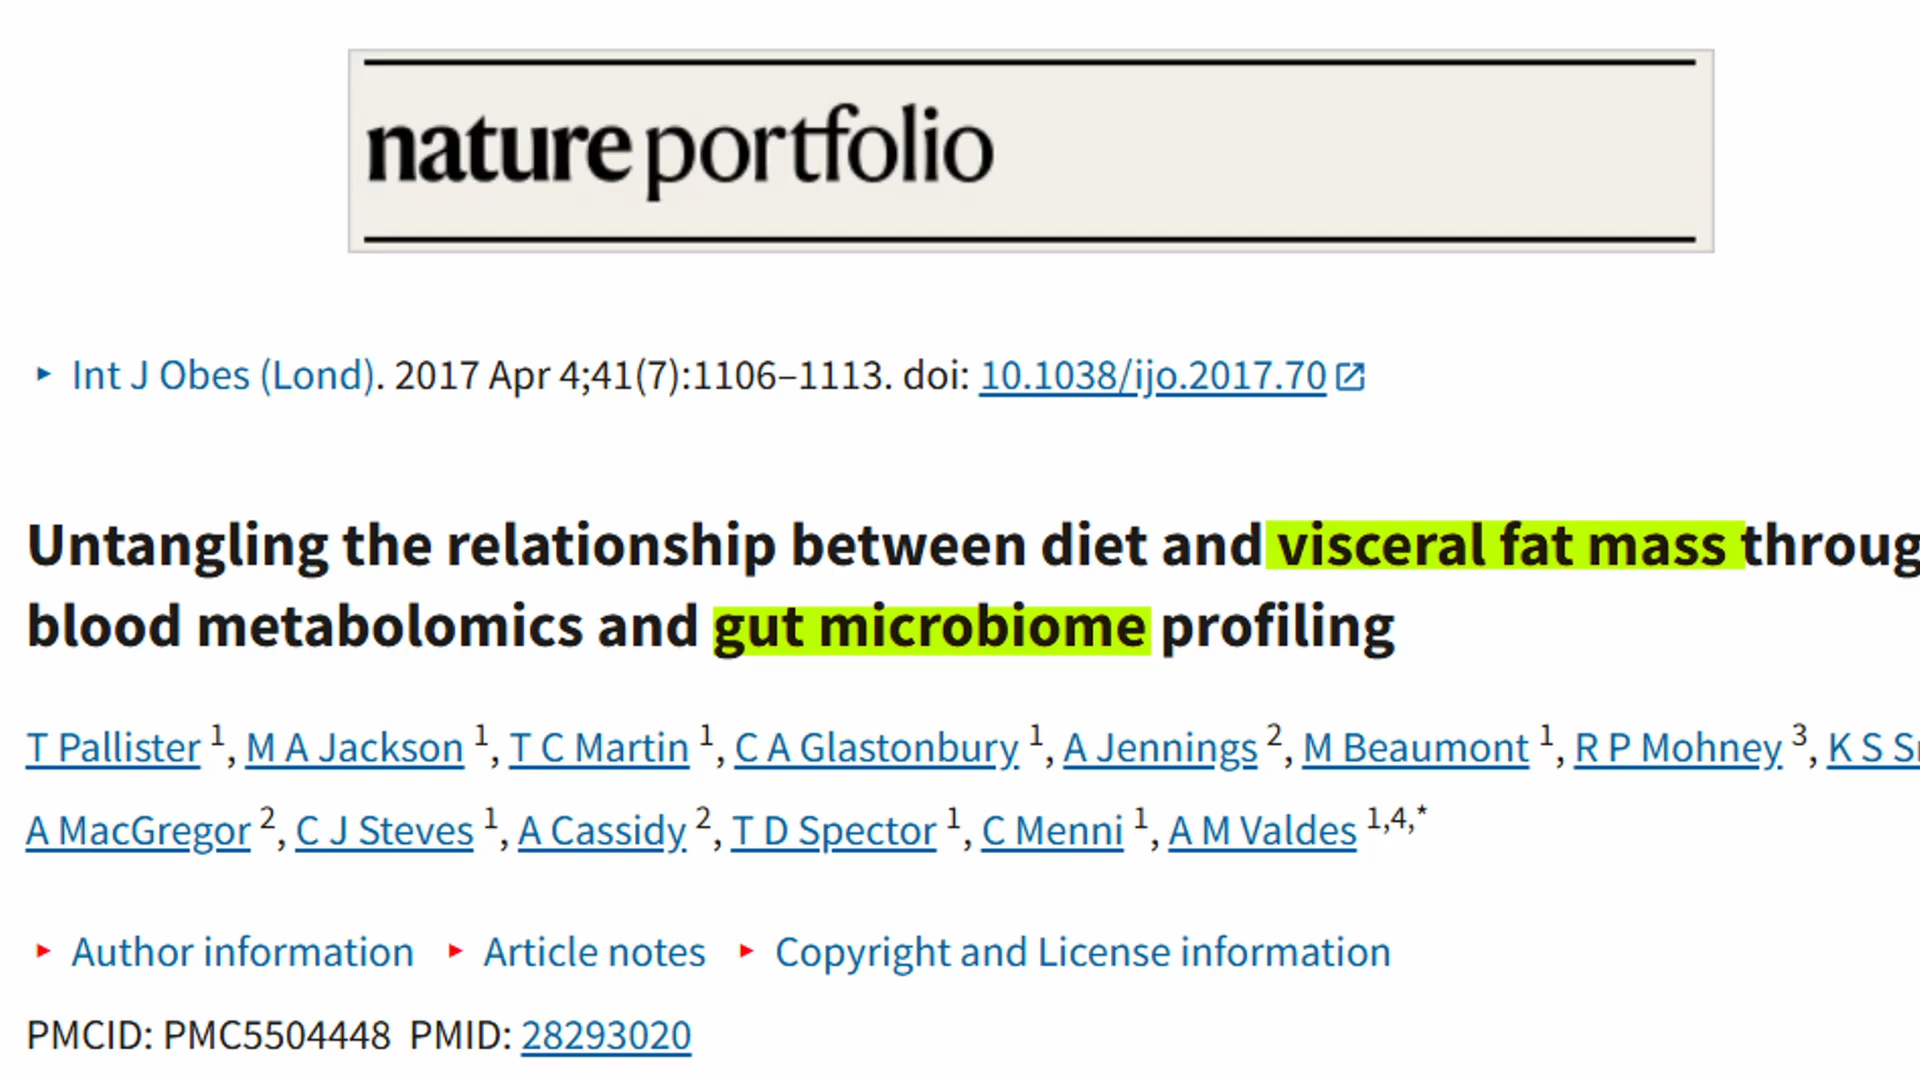 nature portfolio
▸ Int J Obes (Lond). 2017 Apr 4;41(7):1106–1113. doi: 10.1038/ijo.2017.70
Untangling the relationship between diet and visceral fat mass throug
blood metabolomics and gut microbiome profiling
T Pallister 1, M A Jackson 1, T C Martin 1, C A Glastonbury 1, A Jennings 2, M Beaumont 1, R P Mohney 3, K S
A MacGregor 2, C J Steves 1, A Cassidy 2, T D Spector 1, C Menni 1, A M Valdes 1,4,*
▸ Author information ▸ Article notes ▸ Copyright and License information
PMCID: PMC5504448 PMID: 28293020